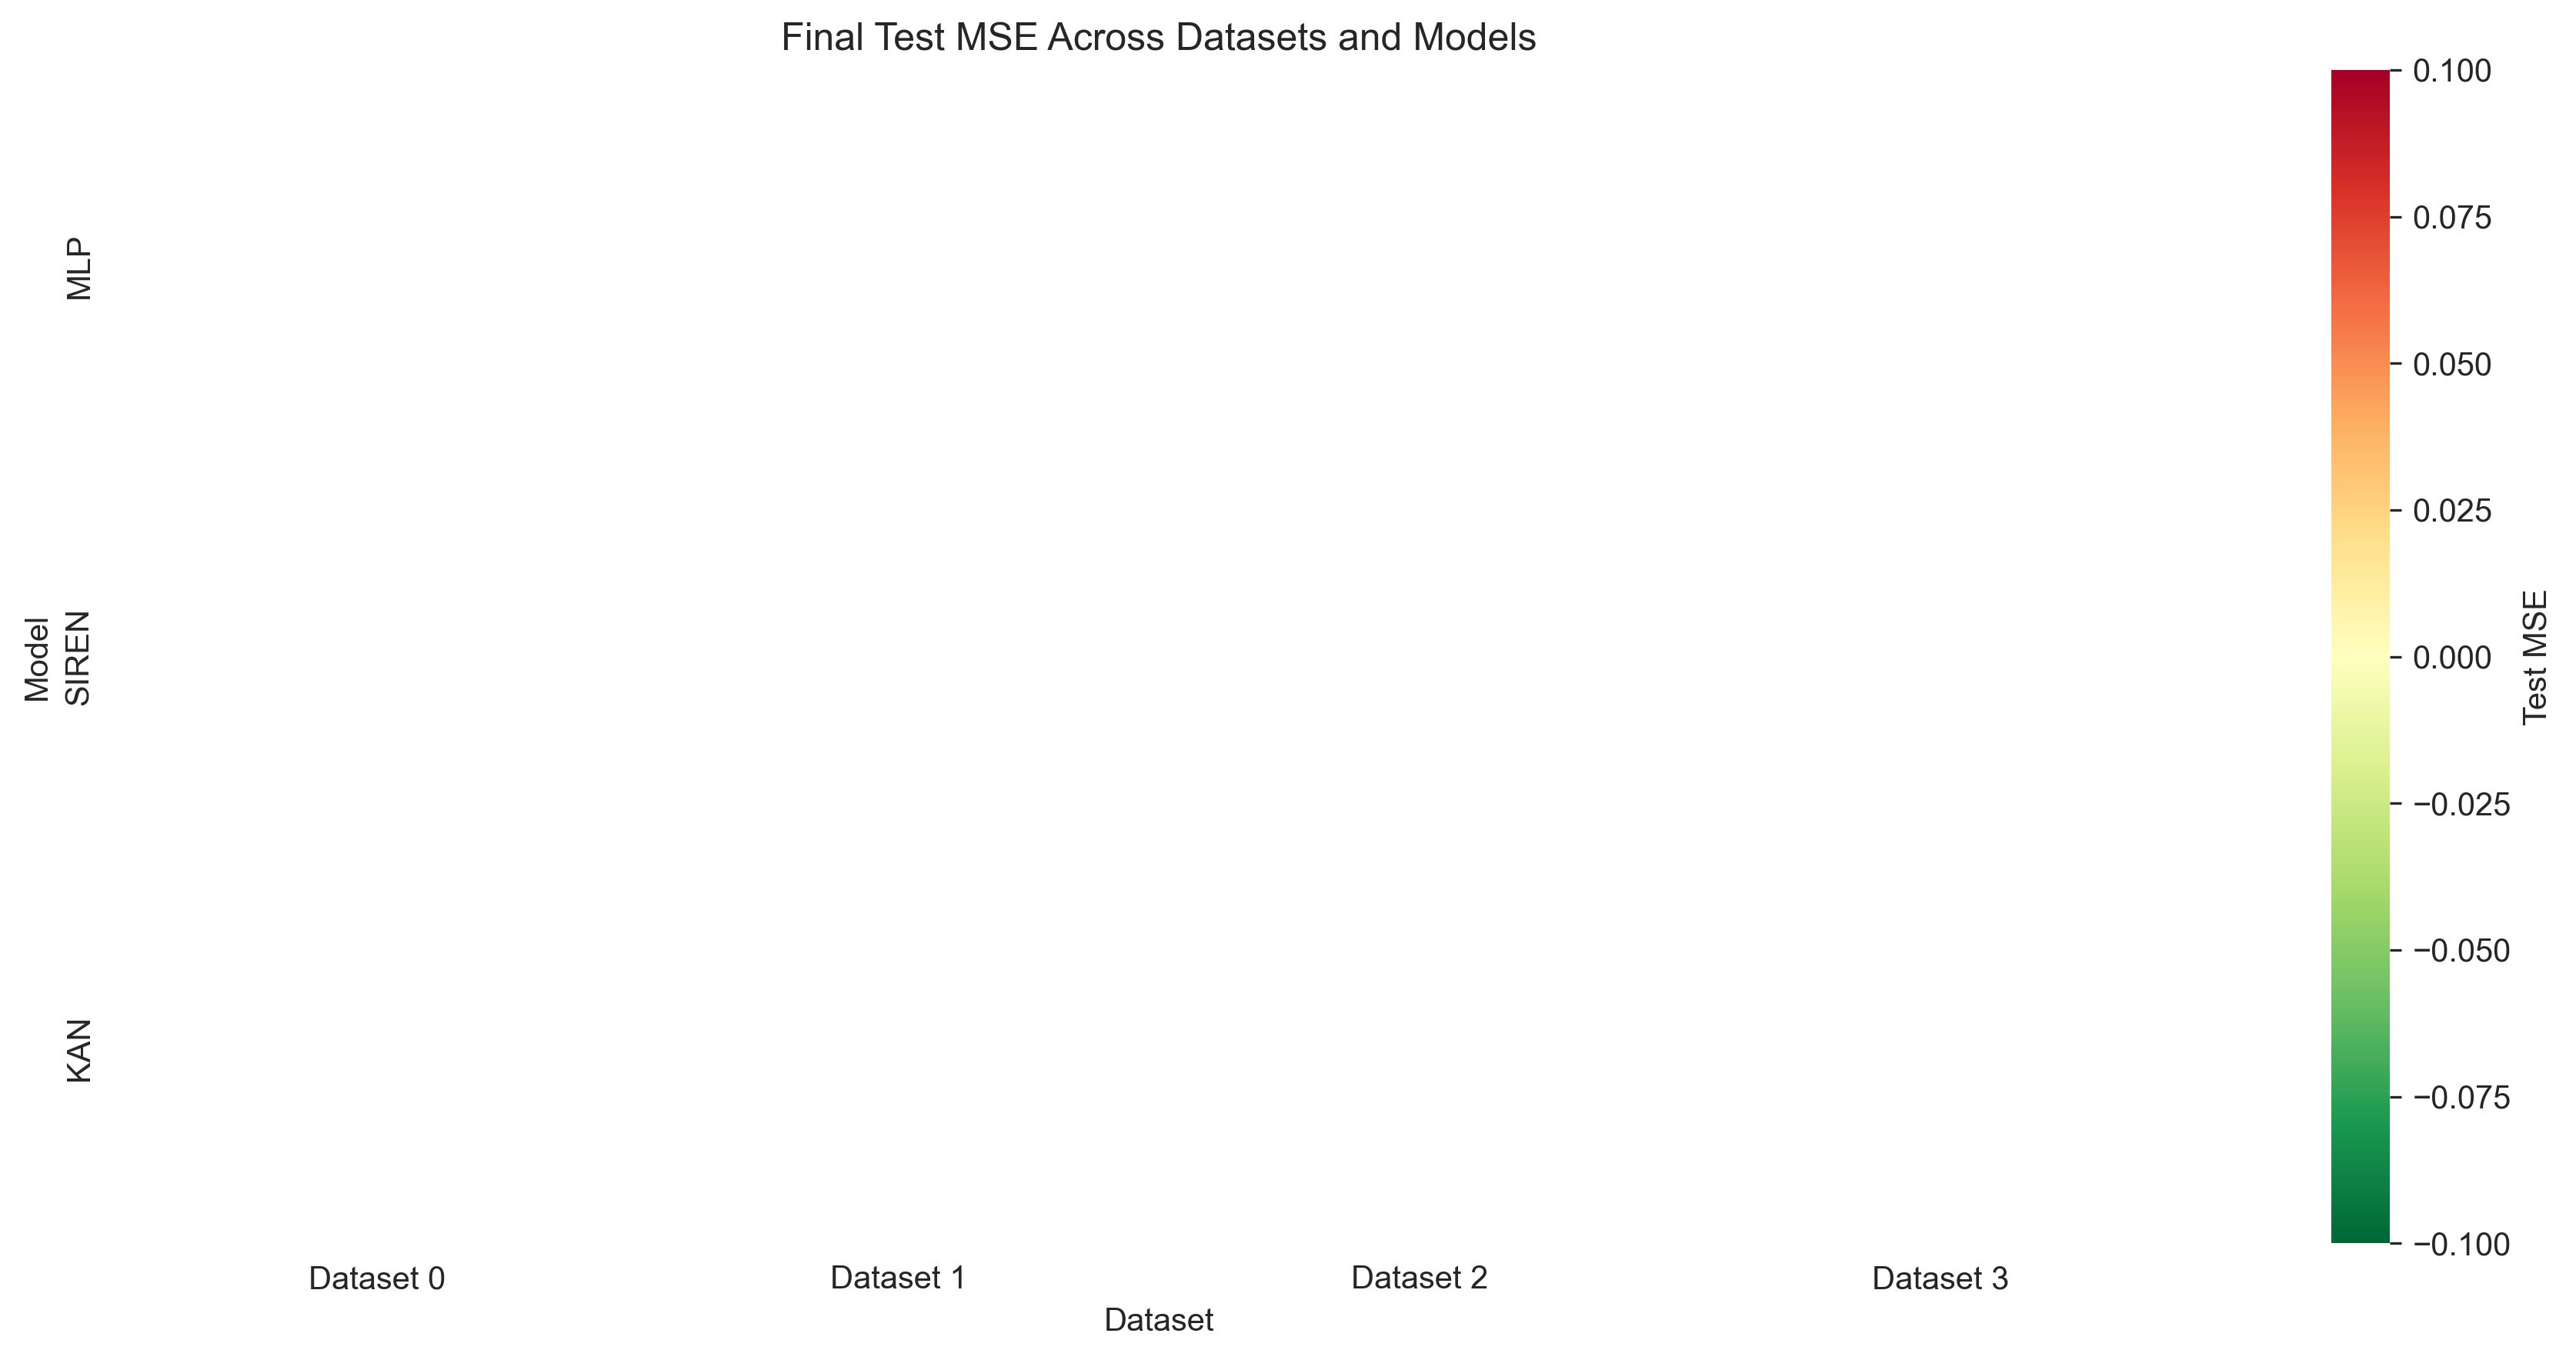 Final Test MSE Across Datasets and Models
Model
MLP
SIREN
KAN
Dataset 0
Dataset 1
Dataset 2
Dataset 3
Dataset
0.100
0.075
0.050
0.025
0.000
−0.025
−0.050
−0.075
−0.100
Test MSE